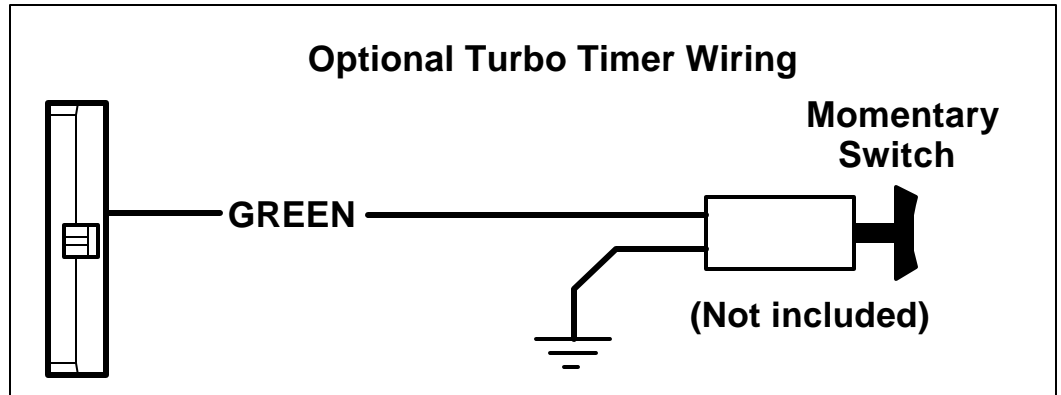 Optional Turbo Timer Wiring
Momentary
Switch
GREEN
(Not included)